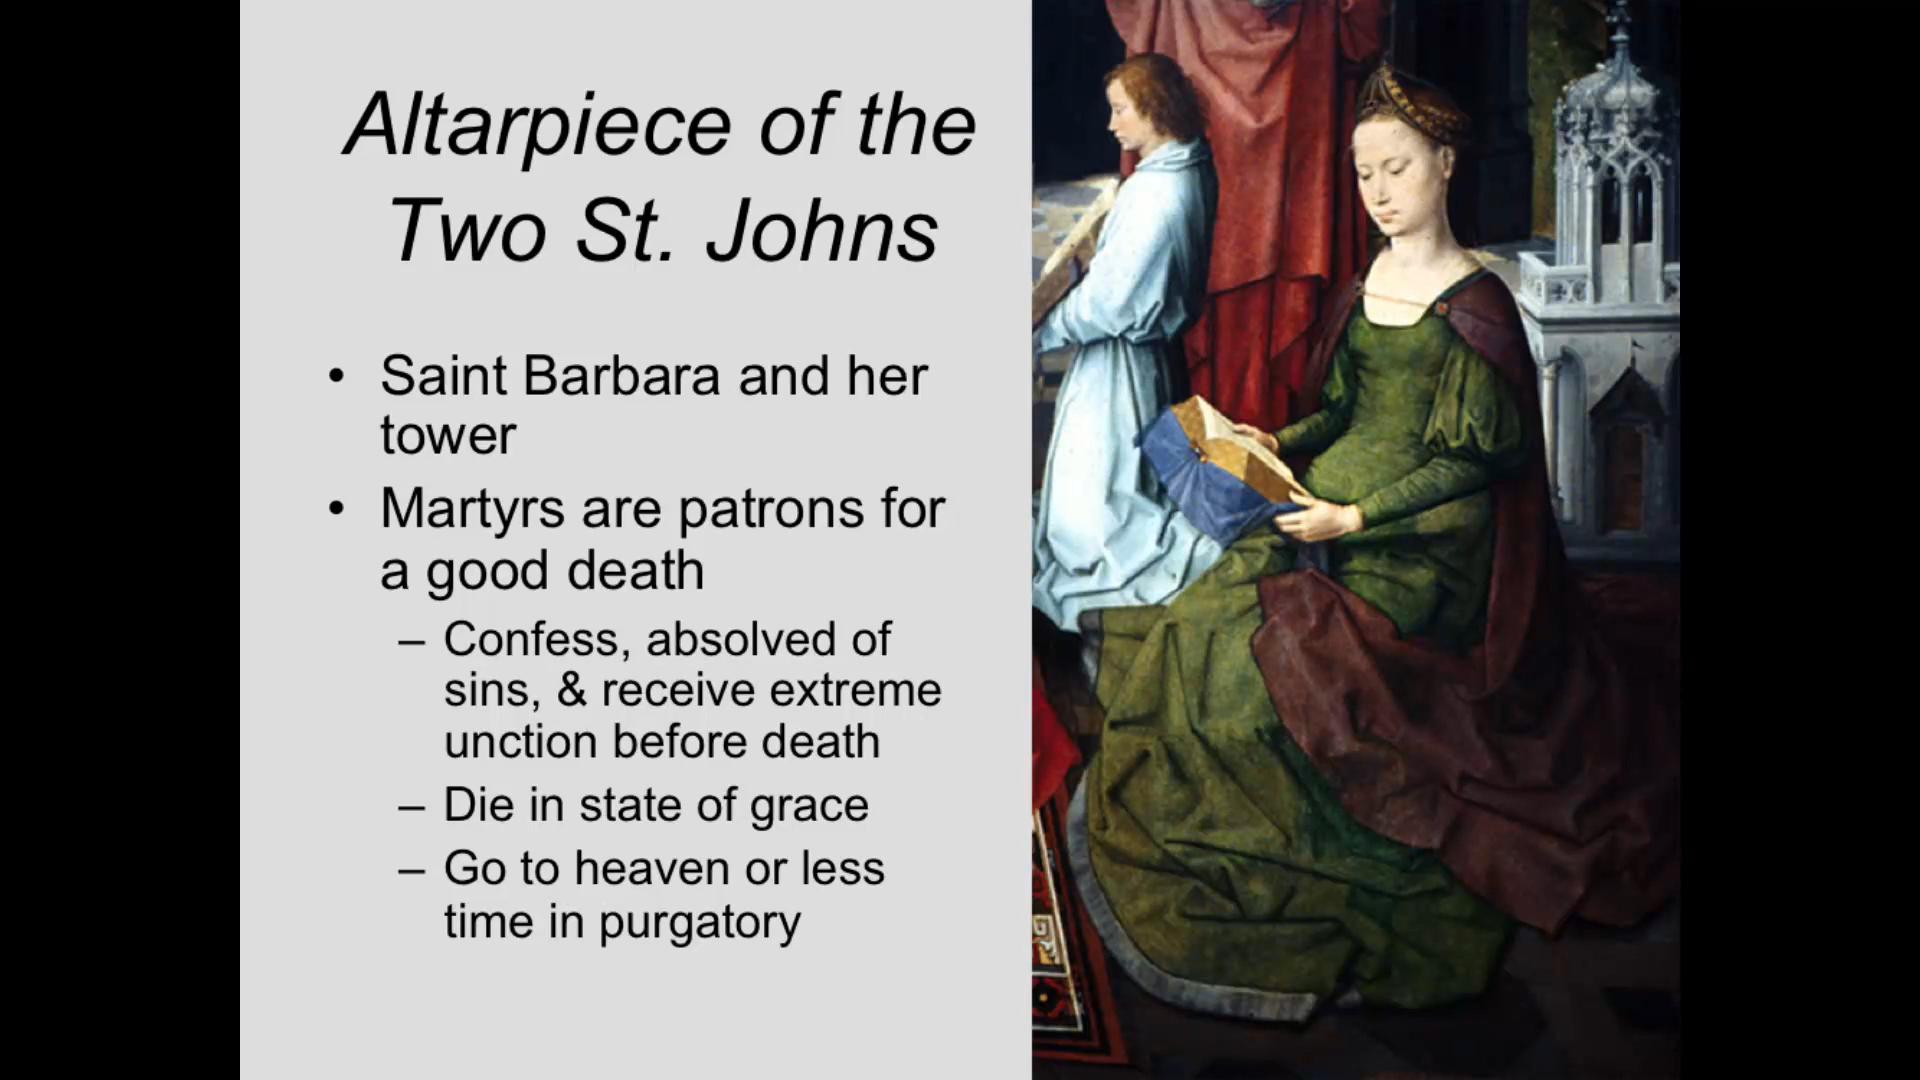 Altarpiece of the
Two St. Johns
• Saint Barbara and her
tower
• Martyrs are patrons for
a good death
– Confess, absolved of
sins, & receive extreme
unction before death
– Die in state of grace
– Go to heaven or less
time in purgatory